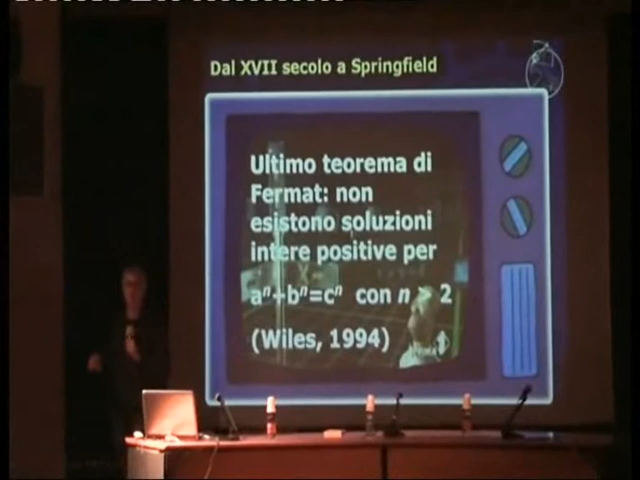 Dal XVII secolo a Springfield
Ultimo teorema di
Fermat: non
esistono soluzioni
intere positive per
aⁿ+bⁿ=cⁿ con n > 2
(Wiles, 1994)